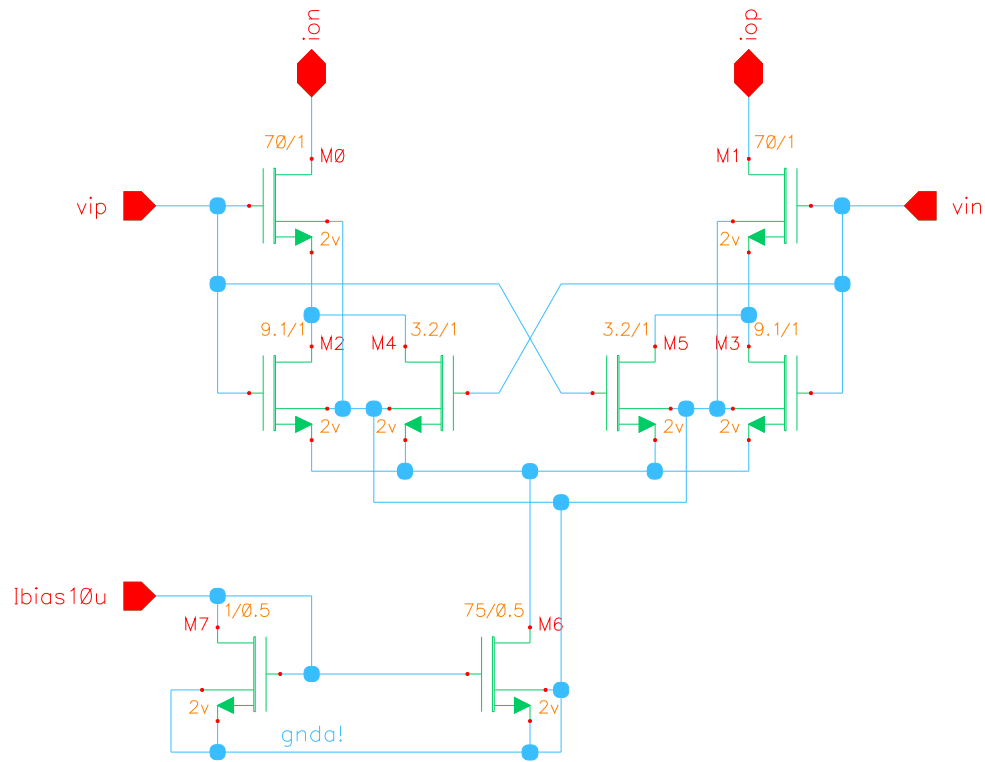 ion
iop
70/1
M0
M1
70/1
vip
vin
2v
2v
9.1/1
M2
M4
3.2/1
3.2/1
M5
M3
9.1/1
2v
2v
2v
2v
Ibias10u
1/0.5
M7
75/0.5
M6
2v
2v
gnda!